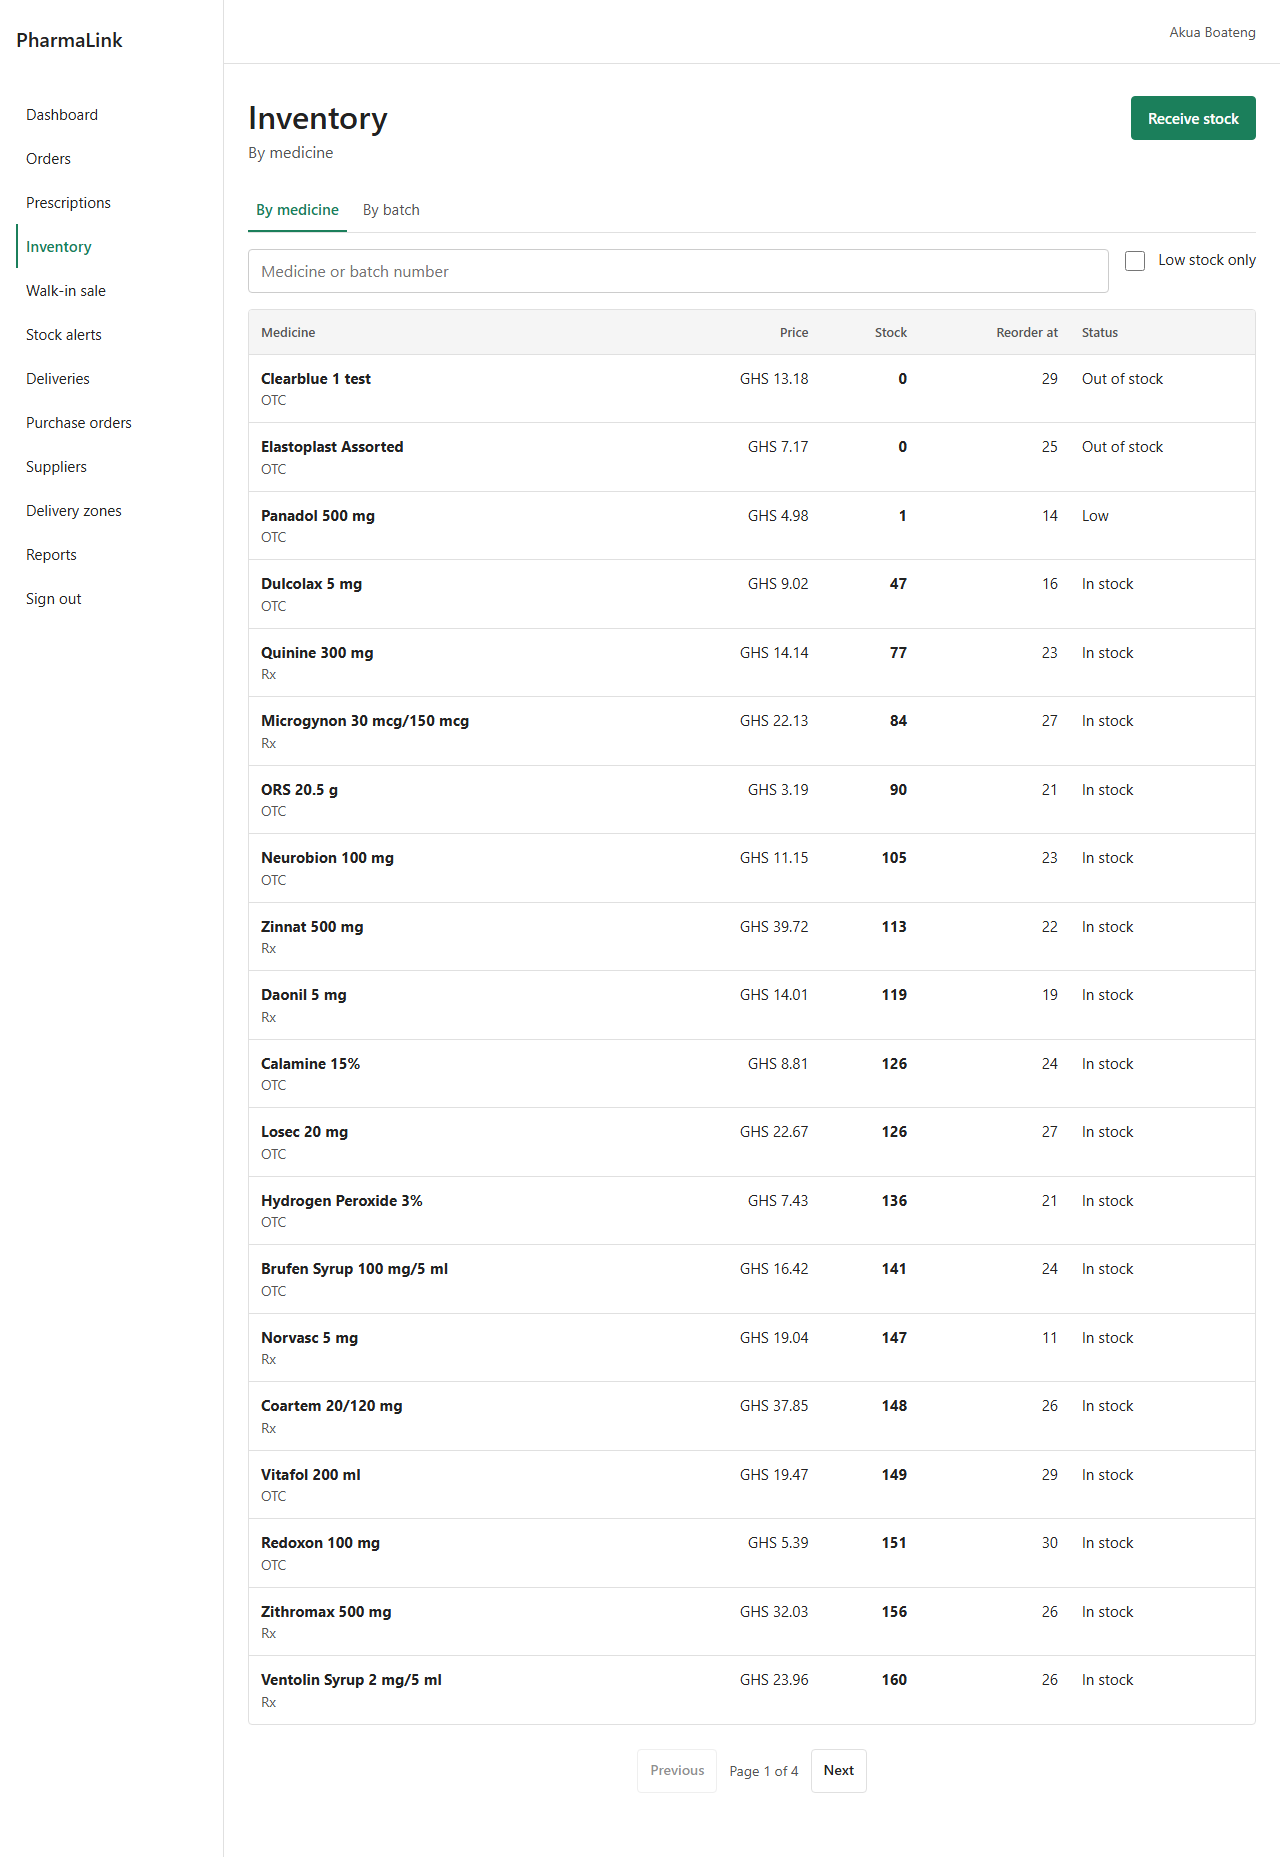 PharmaLink
Akua Boateng
Dashboard
Orders
Prescriptions
Inventory
Walk-in sale
Stock alerts
Deliveries
Purchase orders
Suppliers
Delivery zones
Reports
Sign out
Inventory
Receive stock
By medicine
By medicine By batch
Medicine or batch number
Low stock only
Medicine Price Stock Reorder at Status
Clearblue 1 test GHS 13.18 0 29 Out of stock
OTC
Elastoplast Assorted GHS 7.17 0 25 Out of stock
OTC
Panadol 500 mg GHS 4.98 1 14 Low
OTC
Dulcolax 5 mg GHS 9.02 47 16 In stock
OTC
Quinine 300 mg GHS 14.14 77 23 In stock
Rx
Microgynon 30 mcg/150 mcg GHS 22.13 84 27 In stock
Rx
ORS 20.5 g GHS 3.19 90 21 In stock
OTC
Neurobion 100 mg GHS 11.15 105 23 In stock
OTC
Zinnat 500 mg GHS 39.72 113 22 In stock
Rx
Daonil 5 mg GHS 14.01 119 19 In stock
Rx
Calamine 15% GHS 8.81 126 24 In stock
OTC
Losec 20 mg GHS 22.67 126 27 In stock
OTC
Hydrogen Peroxide 3% GHS 7.43 136 21 In stock
OTC
Brufen Syrup 100 mg/5 ml GHS 16.42 141 24 In stock
OTC
Norvasc 5 mg GHS 19.04 147 11 In stock
Rx
Coartem 20/120 mg GHS 37.85 148 26 In stock
Rx
Vitafol 200 ml GHS 19.47 149 29 In stock
OTC
Redoxon 100 mg GHS 5.39 151 30 In stock
OTC
Zithromax 500 mg GHS 32.03 156 26 In stock
Rx
Ventolin Syrup 2 mg/5 ml GHS 23.96 160 26 In stock
Rx
Previous Page 1 of 4 Next